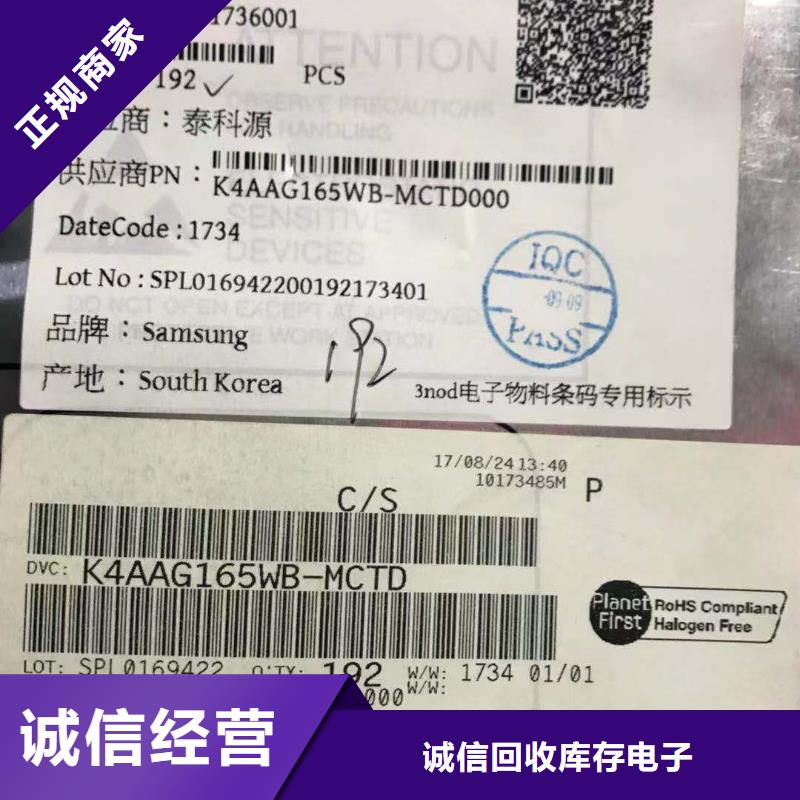 正规商家
1736001
192 PCS
ATTENTION
OBSERVE PRECAUTIONS
HANDLING
商：泰科源
供应商PN：
K4AAG165WB-MCTD000
SENSITIVE
DEVICES
DateCode：1734
Lot No：SPL016942200192173401
DO NOT OPEN EXCEPT AT APPROVED
品牌：Samsung
产地：South Korea
192
IQC
09-09
PASS
3nod电子物料条码专用标示
17/08/24 13:40
10173485M
P
C/S
DVC: K4AAG165WB-MCTD
Planet First
RoHS Compliant
Halogen Free
LOT: SPL0169422 Q'TY: 192 W/W: 1734 01/01
000 W/W:
诚信经营
诚信回收库存电子